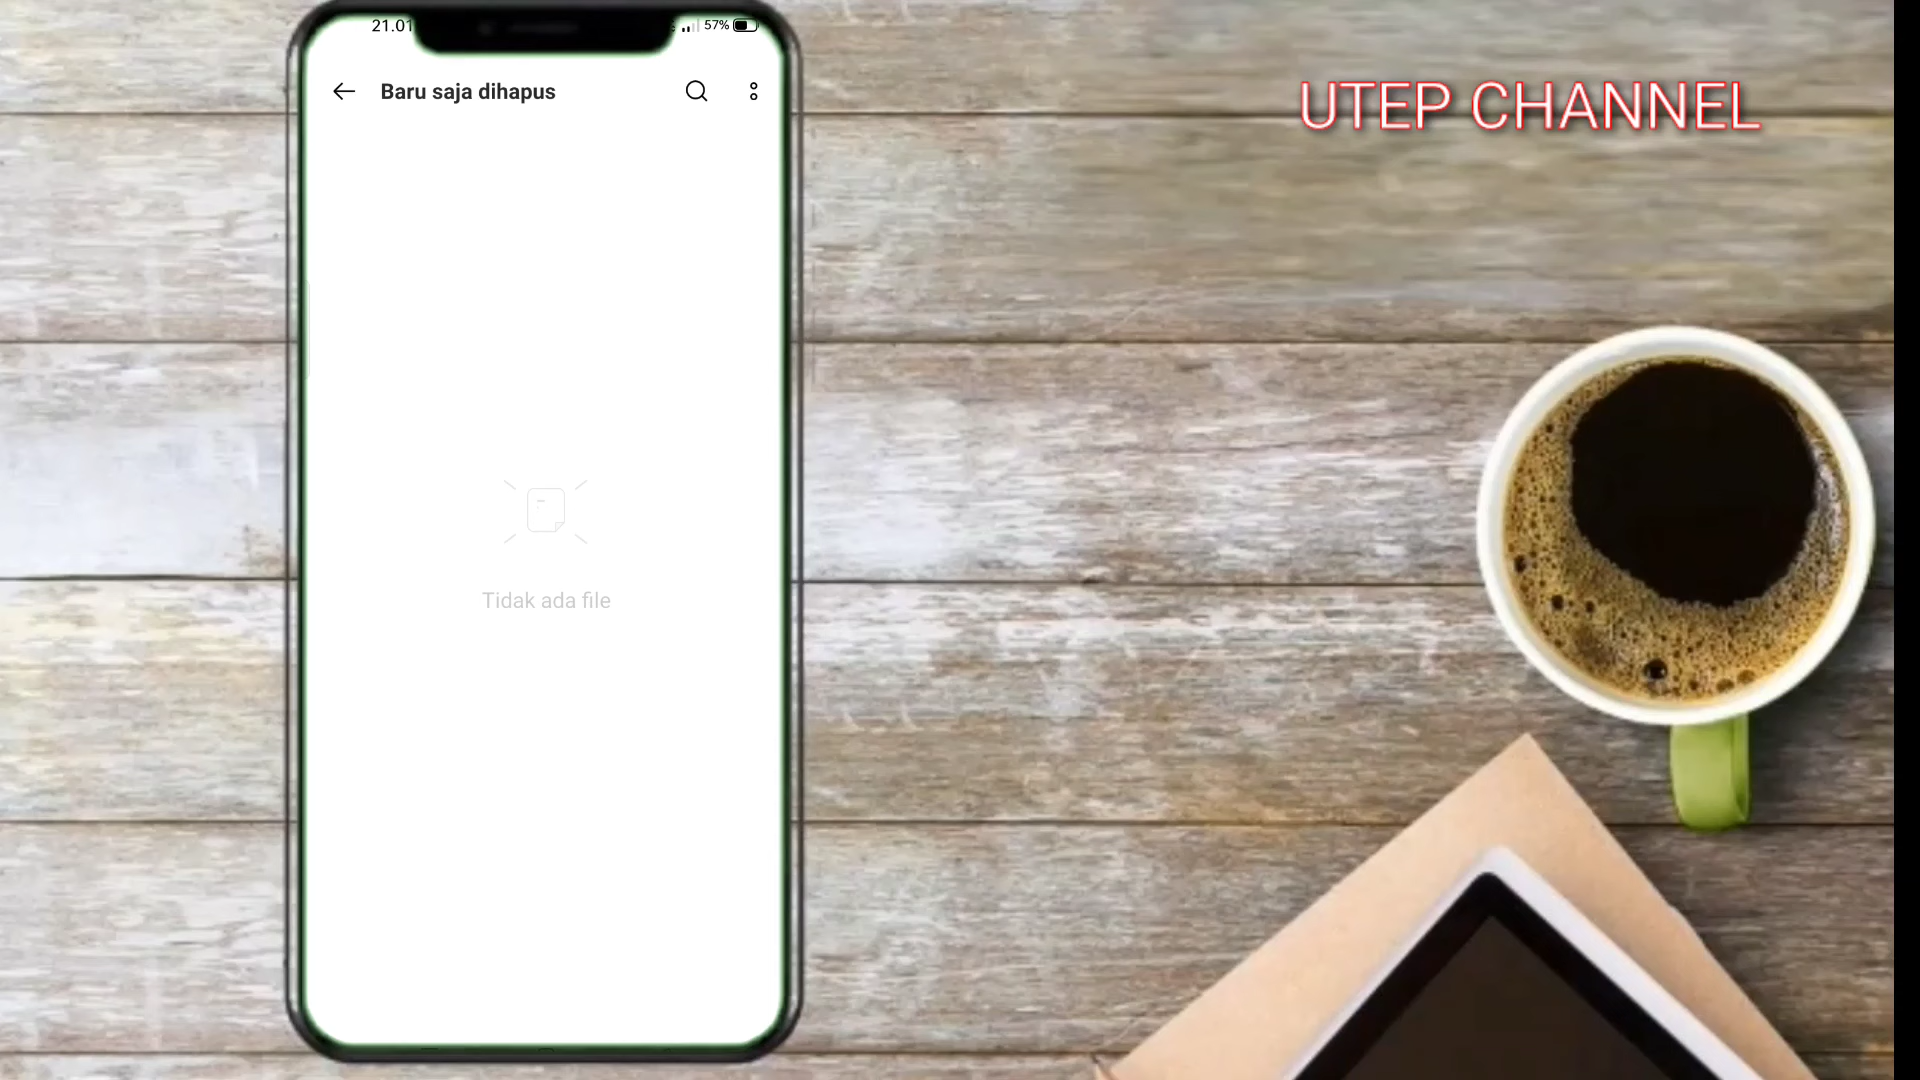 21.01
57%
Baru saja dihapus
UTEP CHANNEL
Tidak ada file